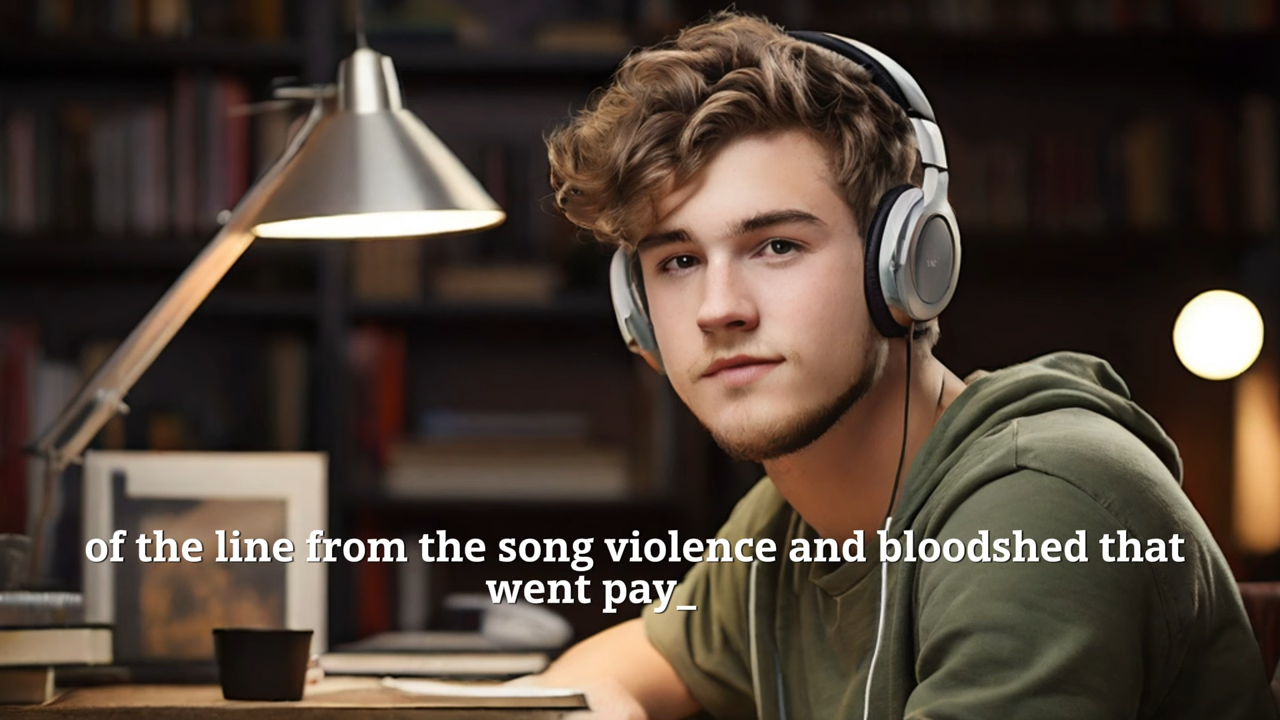 of the line from the song violence and bloodshed that
went pay_